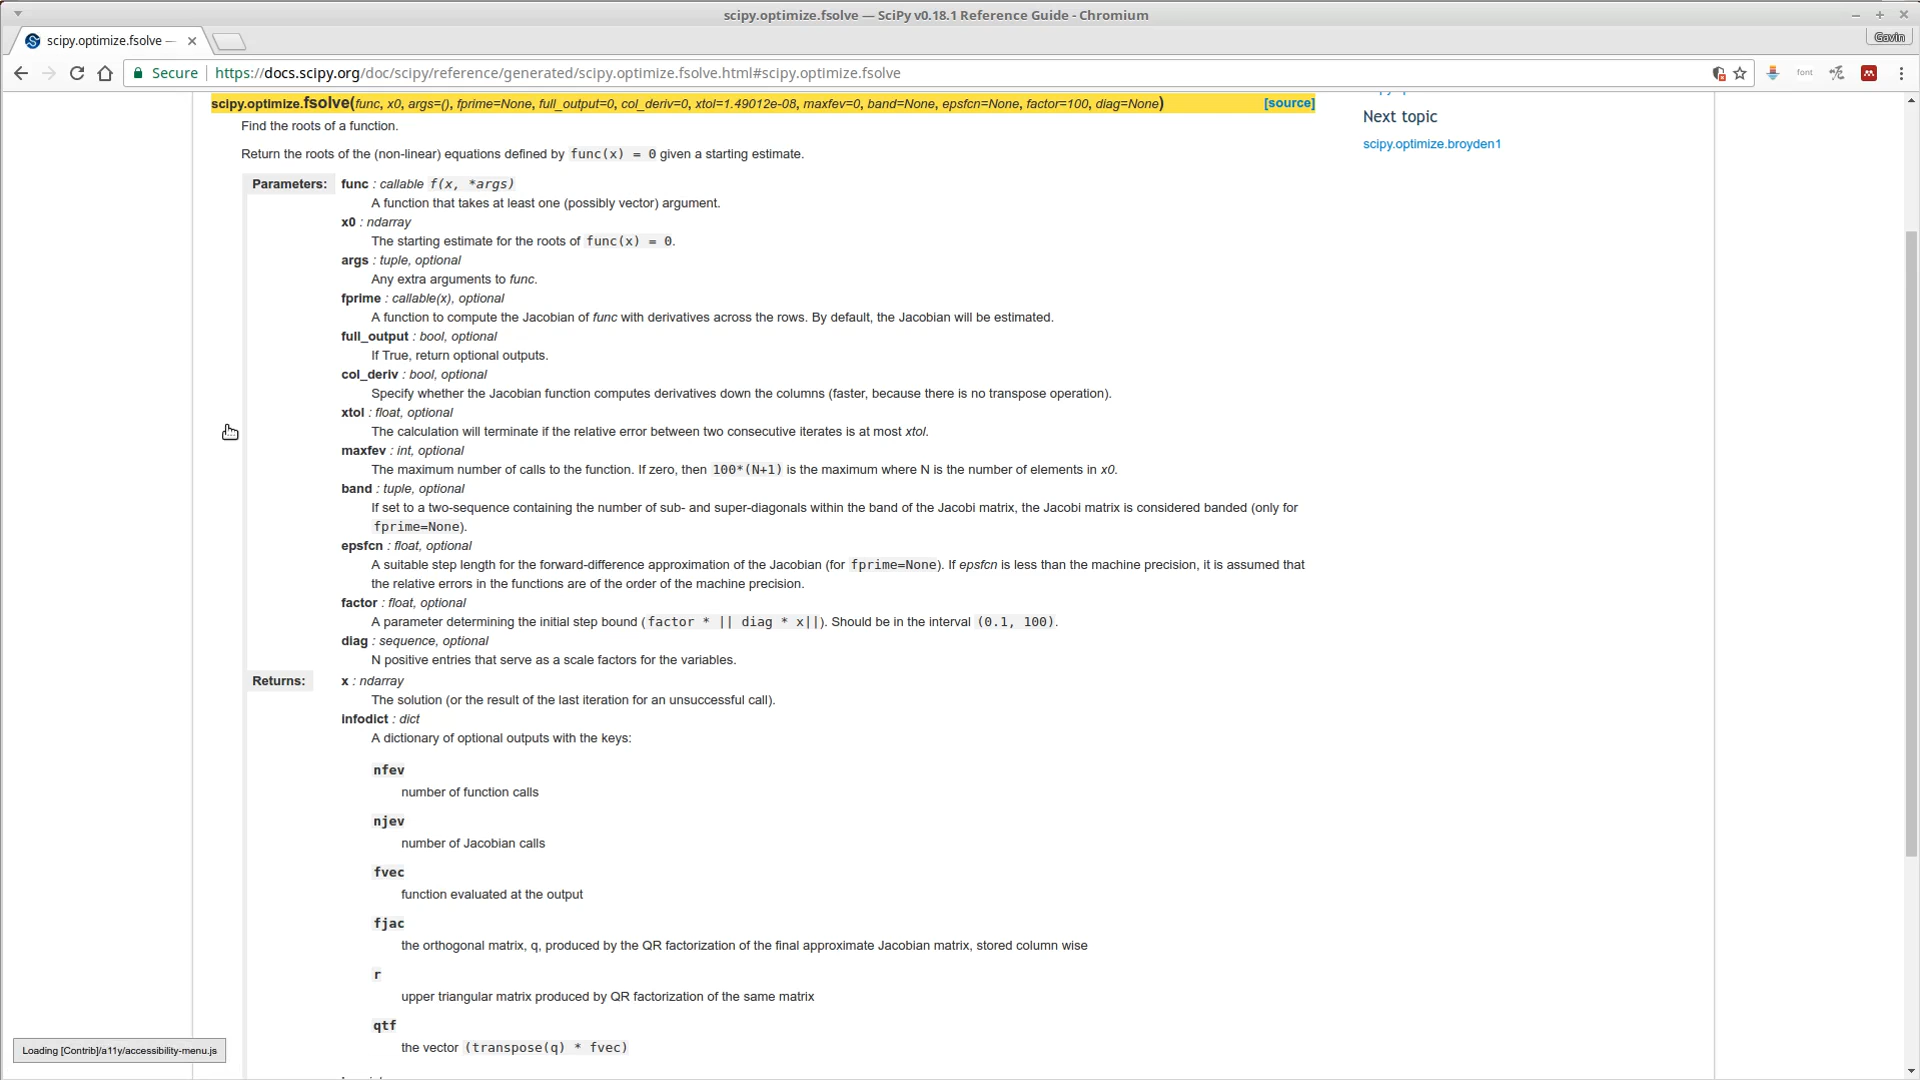 scipy.optimize.fsolve — SciPy v0.18.1 Reference Guide - Chromium
scipy.optimize.fsolve —
Gavin
Secure https://docs.scipy.org/doc/scipy/reference/generated/scipy.optimize.fsolve.html#scipy.optimize.fsolve
font
scipy.optimize.fsolve(func, x0, args=(), fprime=None, full_output=0, col_deriv=0, xtol=1.49012e-08, maxfev=0, band=None, epsfcn=None, factor=100, diag=None) [source]
Next topic
scipy.optimize.broyden1
Find the roots of a function.
Return the roots of the (non-linear) equations defined by func(x) = 0 given a starting estimate.
Parameters: func : callable f(x, *args)
A function that takes at least one (possibly vector) argument.
x0 : ndarray
The starting estimate for the roots of func(x) = 0.
args : tuple, optional
Any extra arguments to func.
fprime : callable(x), optional
A function to compute the Jacobian of func with derivatives across the rows. By default, the Jacobian will be estimated.
full_output : bool, optional
If True, return optional outputs.
col_deriv : bool, optional
Specify whether the Jacobian function computes derivatives down the columns (faster, because there is no transpose operation).
xtol : float, optional
The calculation will terminate if the relative error between two consecutive iterates is at most xtol.
maxfev : int, optional
The maximum number of calls to the function. If zero, then 100*(N+1) is the maximum where N is the number of elements in x0.
band : tuple, optional
If set to a two-sequence containing the number of sub- and super-diagonals within the band of the Jacobi matrix, the Jacobi matrix is considered banded (only for
fprime=None).
epsfcn : float, optional
A suitable step length for the forward-difference approximation of the Jacobian (for fprime=None). If epsfcn is less than the machine precision, it is assumed that
the relative errors in the functions are of the order of the machine precision.
factor : float, optional
A parameter determining the initial step bound (factor * || diag * x||). Should be in the interval (0.1, 100).
diag : sequence, optional
N positive entries that serve as a scale factors for the variables.
Returns: x : ndarray
The solution (or the result of the last iteration for an unsuccessful call).
infodict : dict
A dictionary of optional outputs with the keys:
nfev
number of function calls
njev
number of Jacobian calls
fvec
function evaluated at the output
fjac
the orthogonal matrix, q, produced by the QR factorization of the final approximate Jacobian matrix, stored column wise
r
upper triangular matrix produced by QR factorization of the same matrix
qtf
the vector (transpose(q) * fvec)
Loading [Contrib]/a11y/accessibility-menu.js